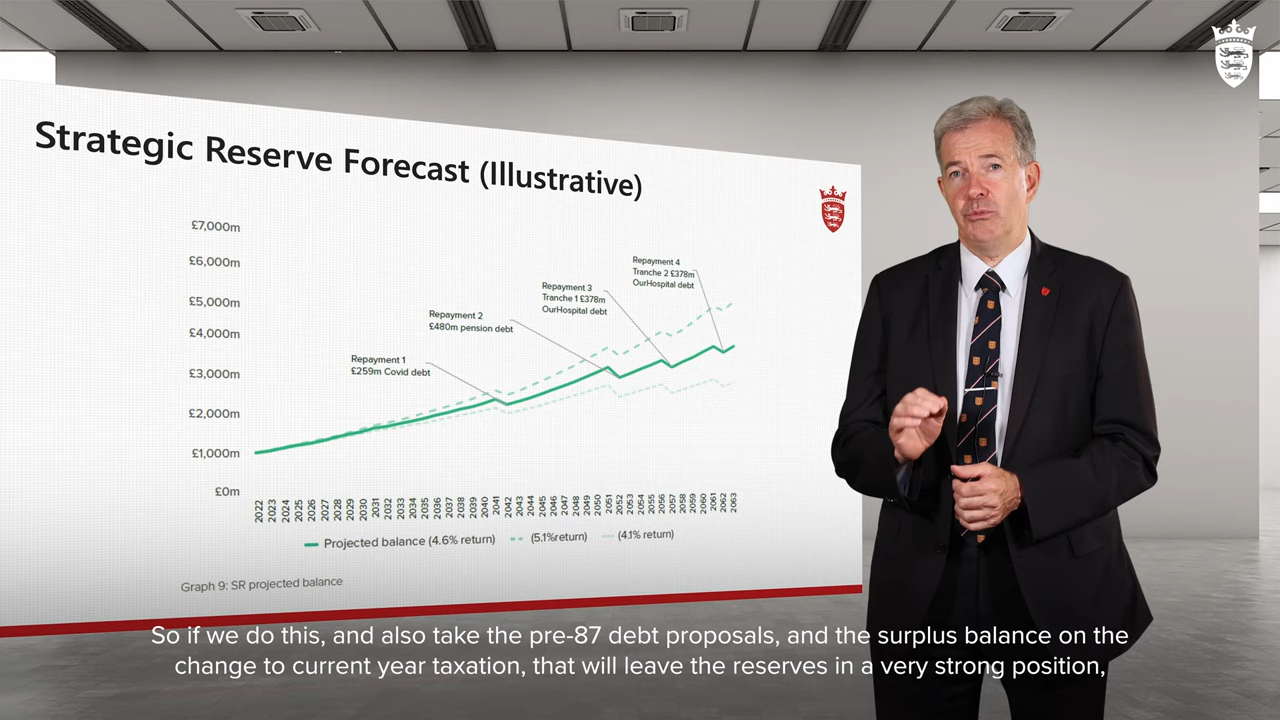 Strategic Reserve Forecast (Illustrative)
£7,000m
£6,000m
£5,000m
£4,000m
£3,000m
£2,000m
£1,000m
£0m
Repayment 1
£259m Covid debt
Repayment 2
£480m pension debt
Repayment 3
Tranche 1 £378m
OurHospital debt
Repayment 4
Tranche 2 £378m
OurHospital debt
2022 2023 2024 2025 2026 2027 2028 2029 2030 2031 2032 2033 2034 2035 2036 2037 2038 2039 2040 2041 2042 2043 2044 2045 2046 2047 2048 2049 2050 2051 2052 2053 2054 2055 2056 2057 2058 2059 2060 2061 2062 2063
Projected balance (4.6% return) (5.1%return) (4.1% return)
Graph 9: SR projected balance
So if we do this, and also take the pre-87 debt proposals, and the surplus balance on the
change to current year taxation, that will leave the reserves in a very strong position,